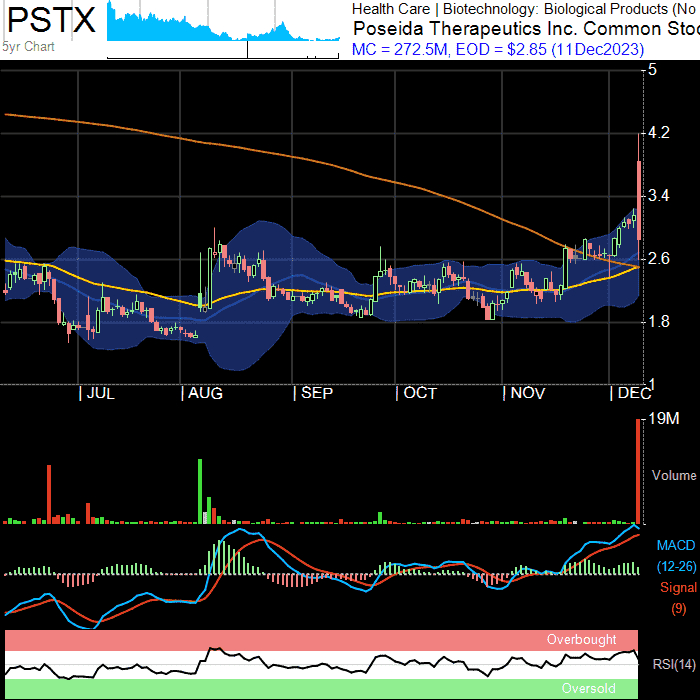 PSTX
5yr Chart
Health Care | Biotechnology: Biological Products (No
Poseida Therapeutics Inc. Common Stoc
MC = 272.5M, EOD = $2.85 (11Dec2023)
5
4.2
3.4
2.6
1.8
1
JUL AUG SEP OCT NOV DEC
19M
Volume
MACD
(12-26)
Signal
(9)
Overbought
RSI(14)
Oversold